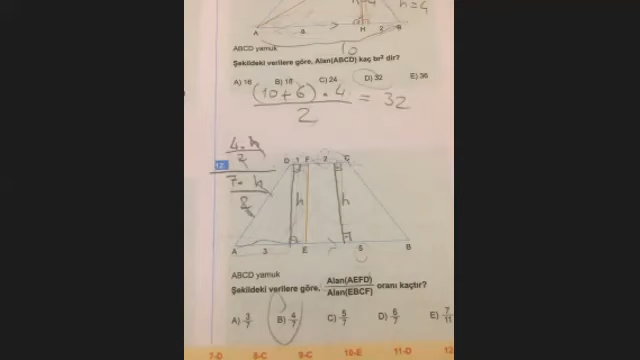 h=4
A 8 H 2 B
10
ABCD yamuk
Şekildeki verilere göre, Alan(ABCD) kaç br² dir?
A) 16 B) 18 C) 24 D) 32 E) 36
(10+6) · 4 / 2 = 32
4·h / 2
12.
7·h / 2
D 1 F 2 C
h h
A 3 E 5 B
ABCD yamuk
Şekildeki verilere göre, Alan(AEFD) / Alan(EBCF) oranı kaçtır?
A) 3/7 B) 4/7 C) 5/7 D) 6/7 E) 7/11
7-D 8-C 9-C 10-E 11-D 12